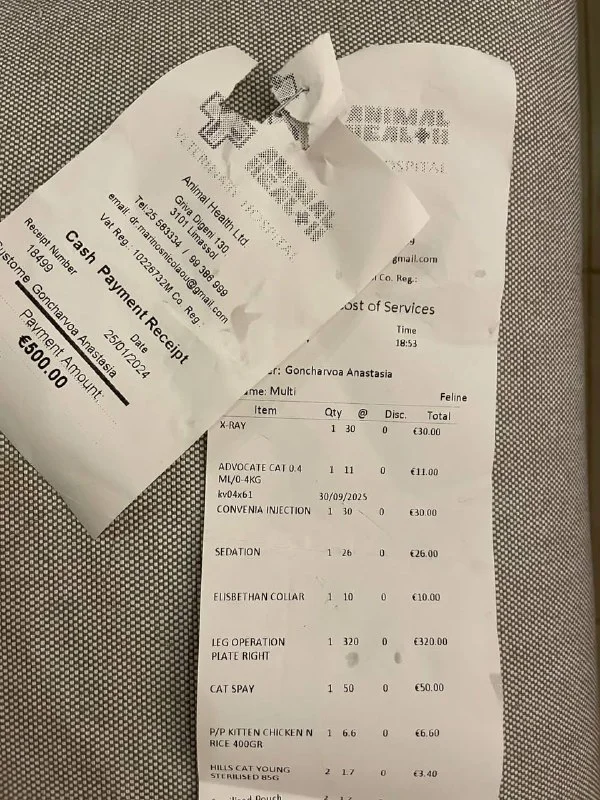 ANIMAL
HEALTH
VETERINARY HOSPITAL
Animal Health Ltd
Griva Digeni 130.
3101 Limassol
Tel:25 583334 / 99 386 989
email: dr.marinosnicolaou@gmail.com
Vat Reg : 10226732M Co Reg :
Cash Payment Receipt
Receipt Number
Date
18499
25/01/2024
Custome Goncharvoa Anastasia
Payment Amount:
€500.00
ANIMAL
HEALTH
HOSPITAL
gmail.com
Co. Reg.:
ost of Services
Time
18:53
er: Goncharvoa Anastasia
ame: Multi
Feline
Item Qty @ Disc. Total
X-RAY 1 30 0 €30.00
ADVOCATE CAT 0.4 1 11 0 €11.00
ML/0-4KG
kv04x61 30/09/2025
CONVENIA INJECTION 1 30 0 €30.00
SEDATION 1 26 0 €26.00
ELISBETHAN COLLAR 1 10 0 €10.00
LEG OPERATION 1 320 0 €320.00
PLATE RIGHT
CAT SPAY 1 50 0 €50.00
P/P KITTEN CHICKEN N 1 6.6 0 €6.60
RICE 400GR
HILLS CAT YOUNG 2 1.7 0 €3.40
STERILISED 85G
Pouch 2 1.7